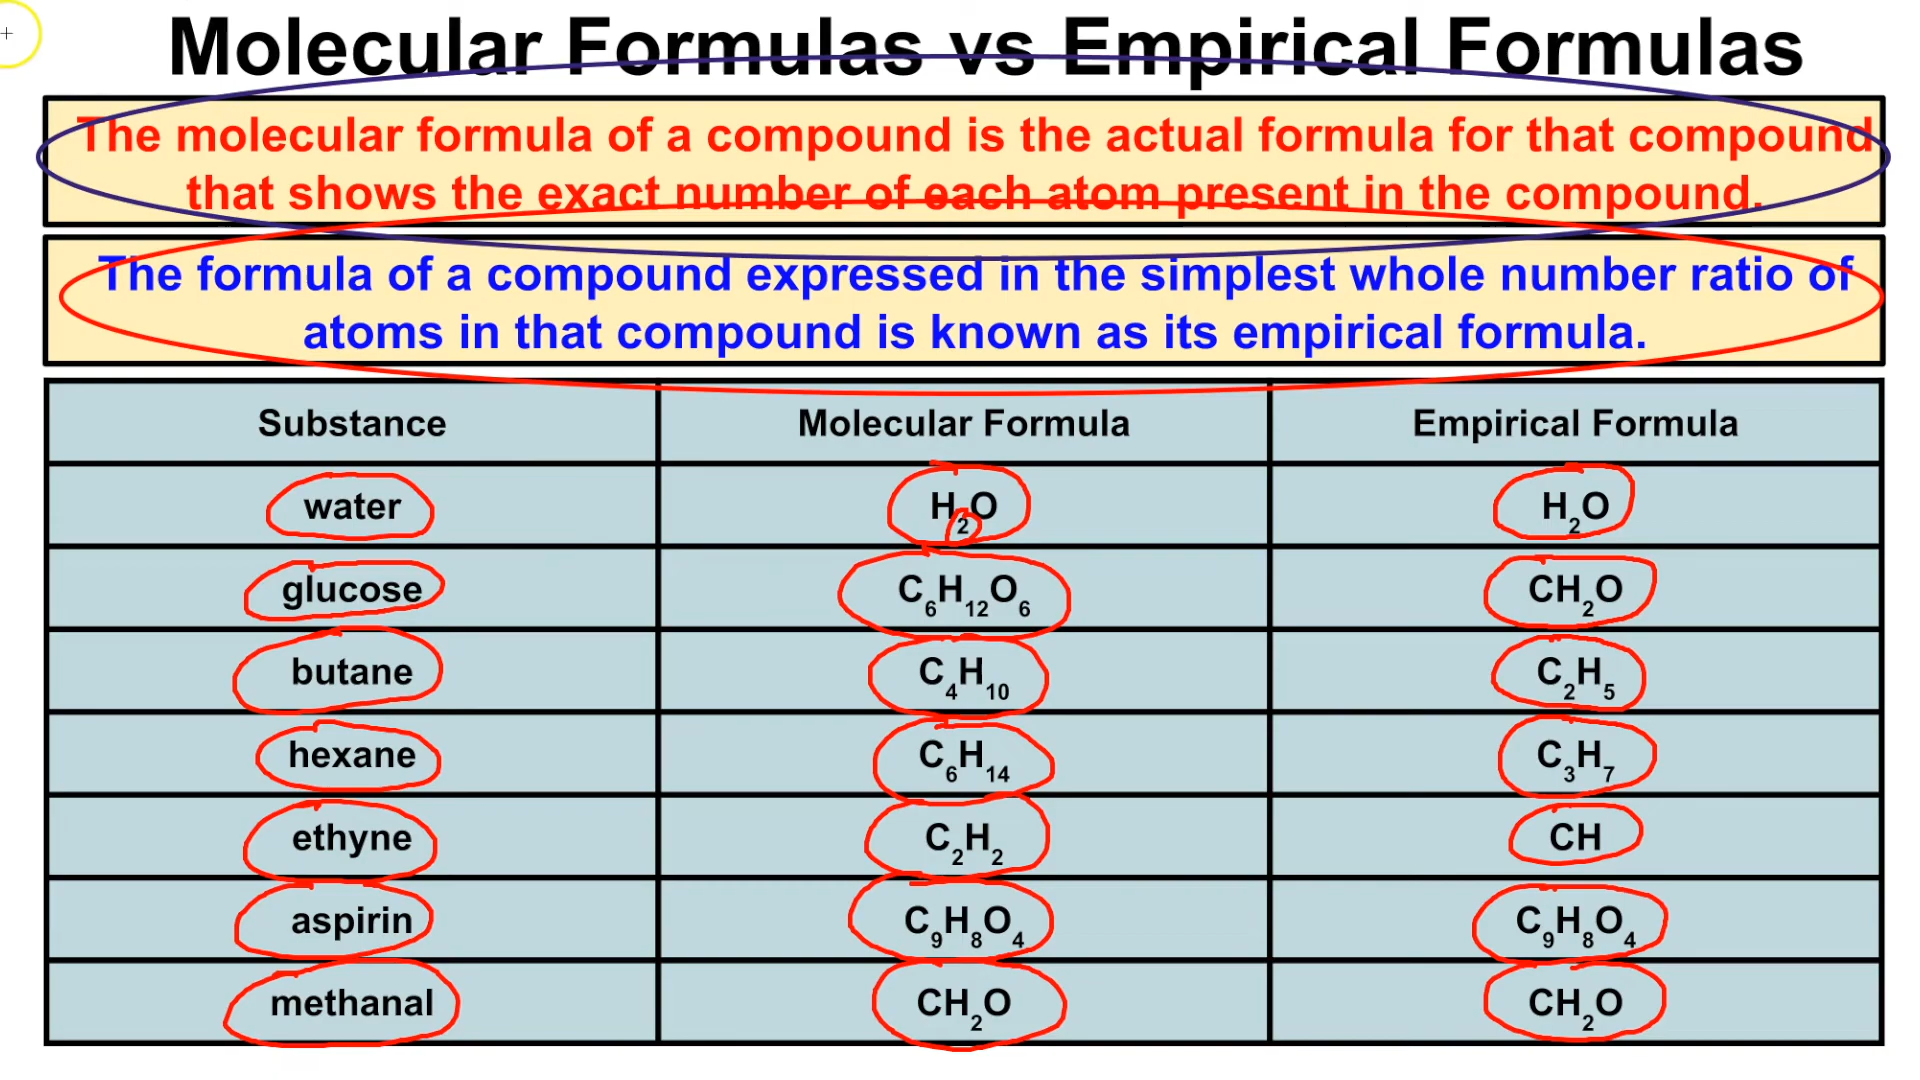 Molecular Formulas vs Empirical Formulas
The molecular formula of a compound is the actual formula for that compound
that shows the exact number of each atom present in the compound.
The formula of a compound expressed in the simplest whole number ratio of
atoms in that compound is known as its empirical formula.
Substance Molecular Formula Empirical Formula
water H₂O H₂O
glucose C₆H₁₂O₆ CH₂O
butane C₄H₁₀ C₂H₅
hexane C₆H₁₄ C₃H₇
ethyne C₂H₂ CH
aspirin C₉H₈O₄ C₉H₈O₄
methanal CH₂O CH₂O